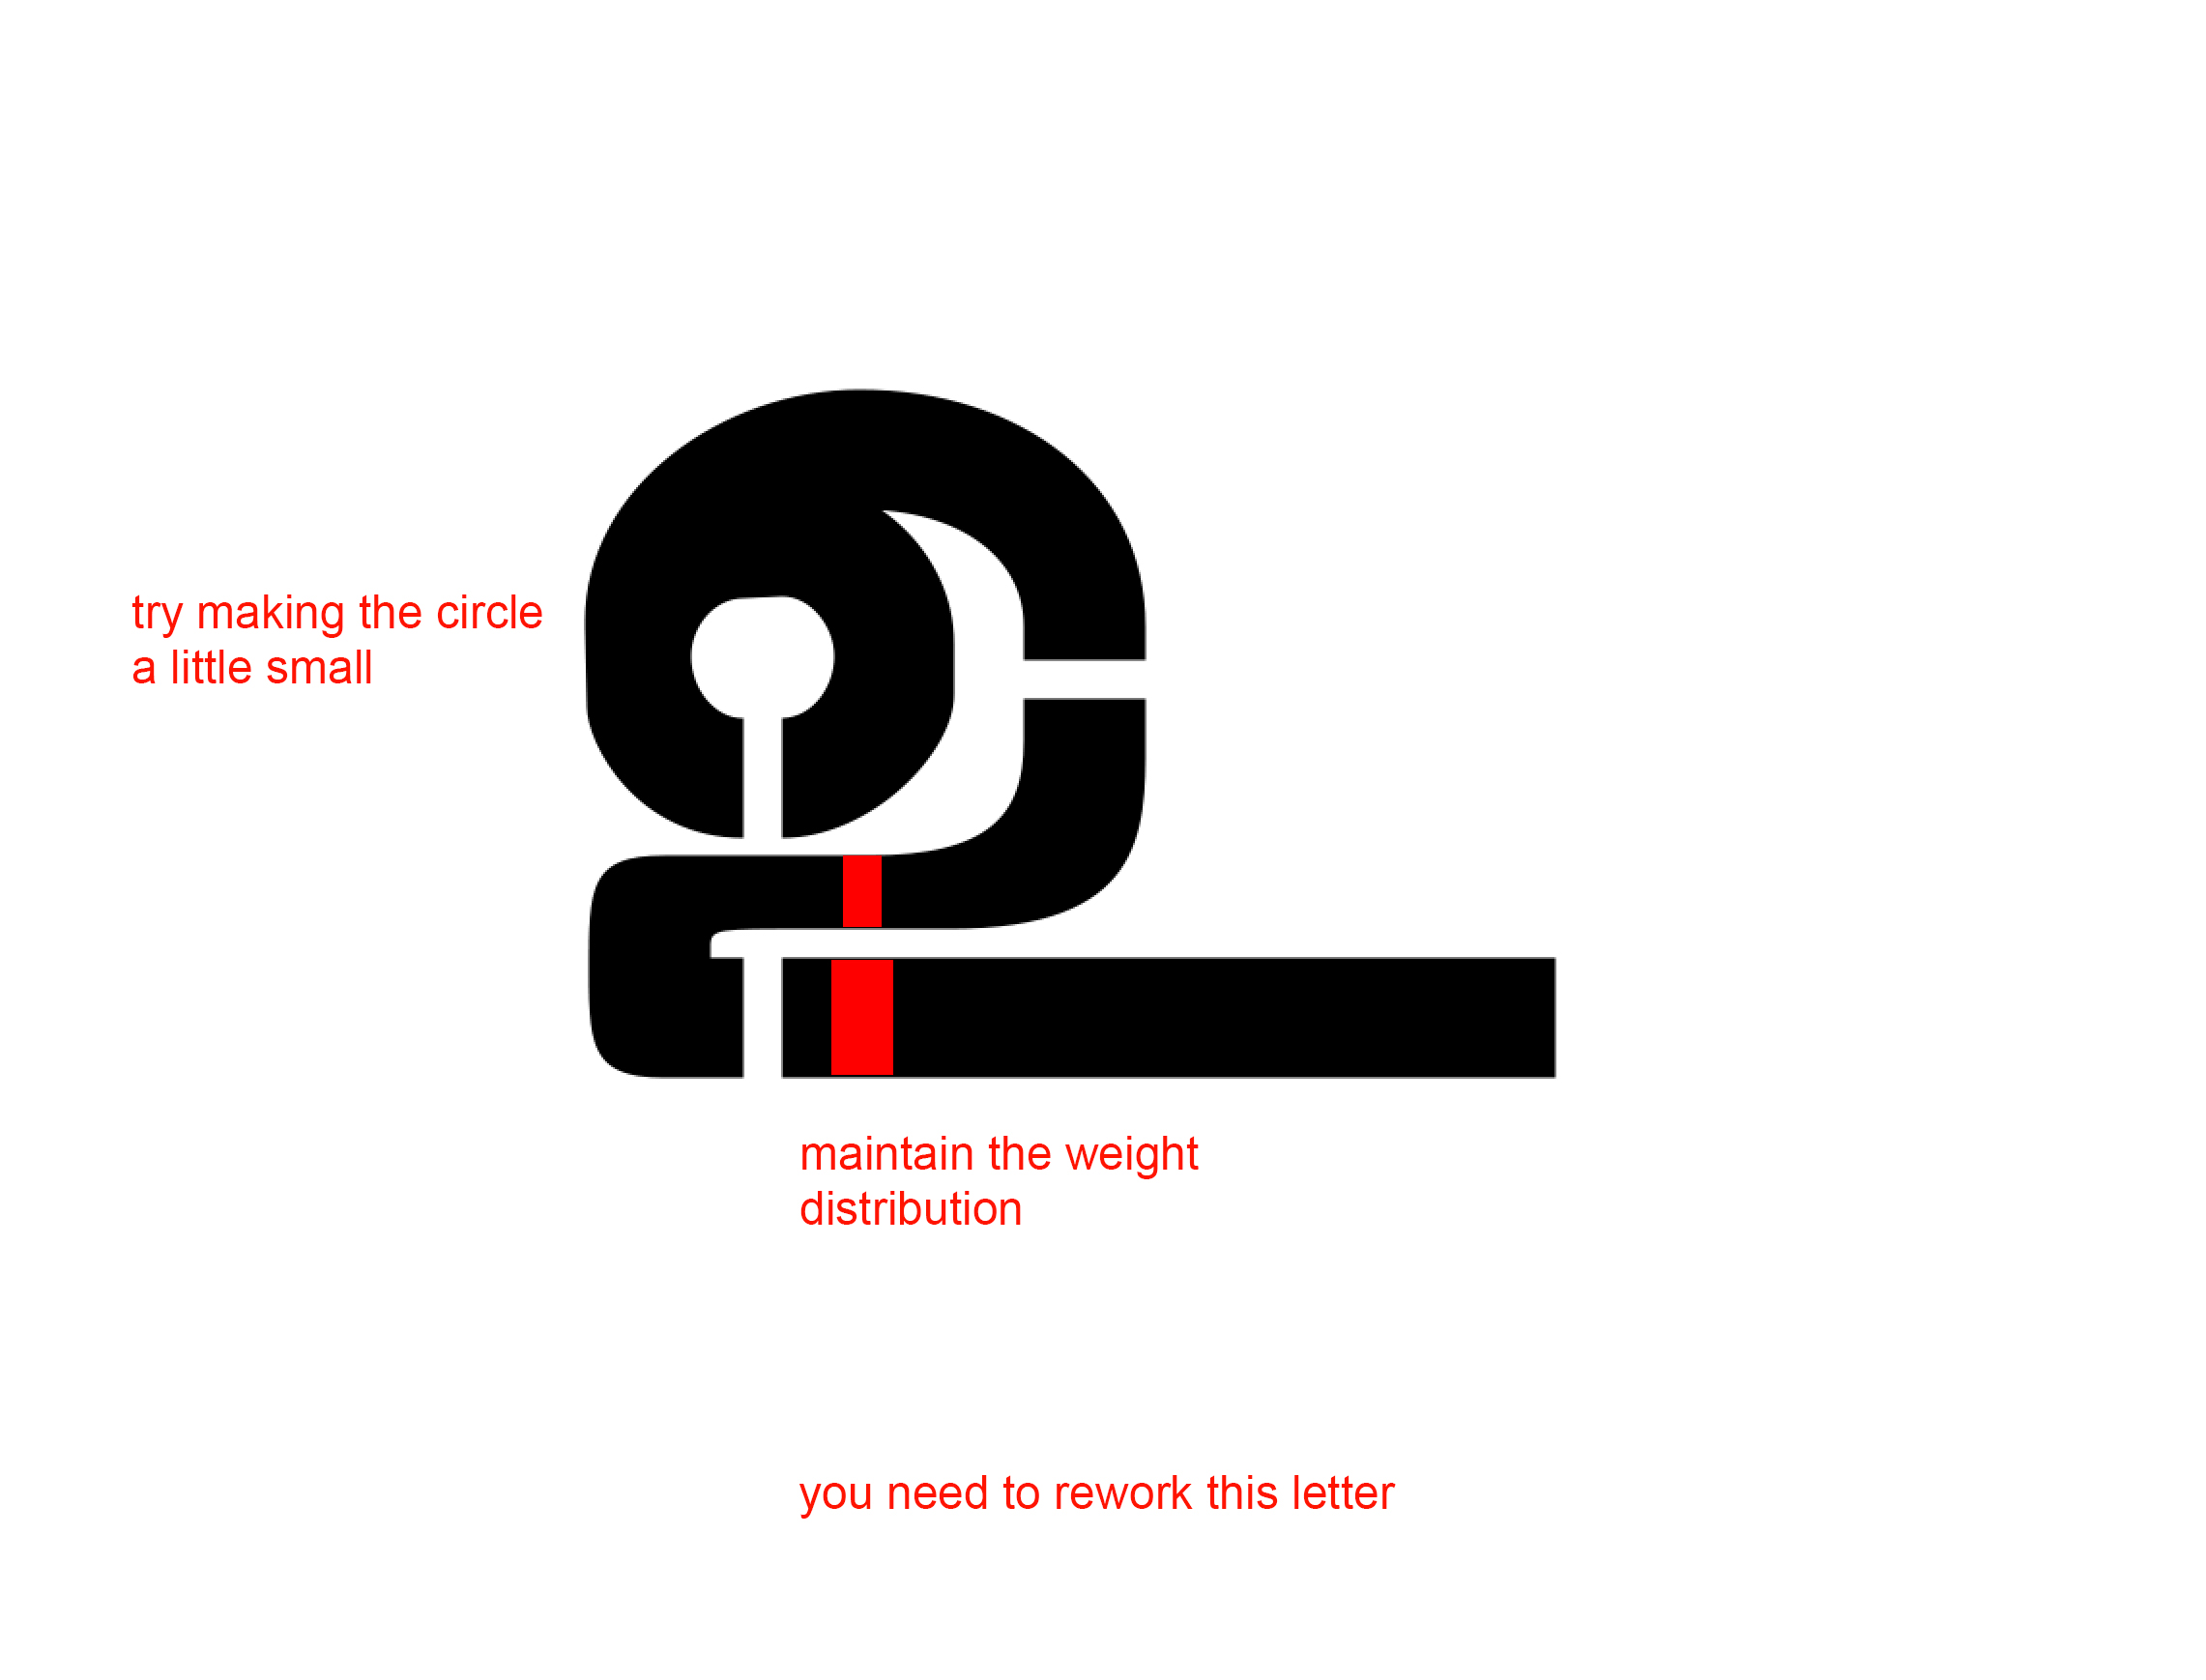 உ
try making the circle
a little small
maintain the weight
distribution
you need to rework this letter